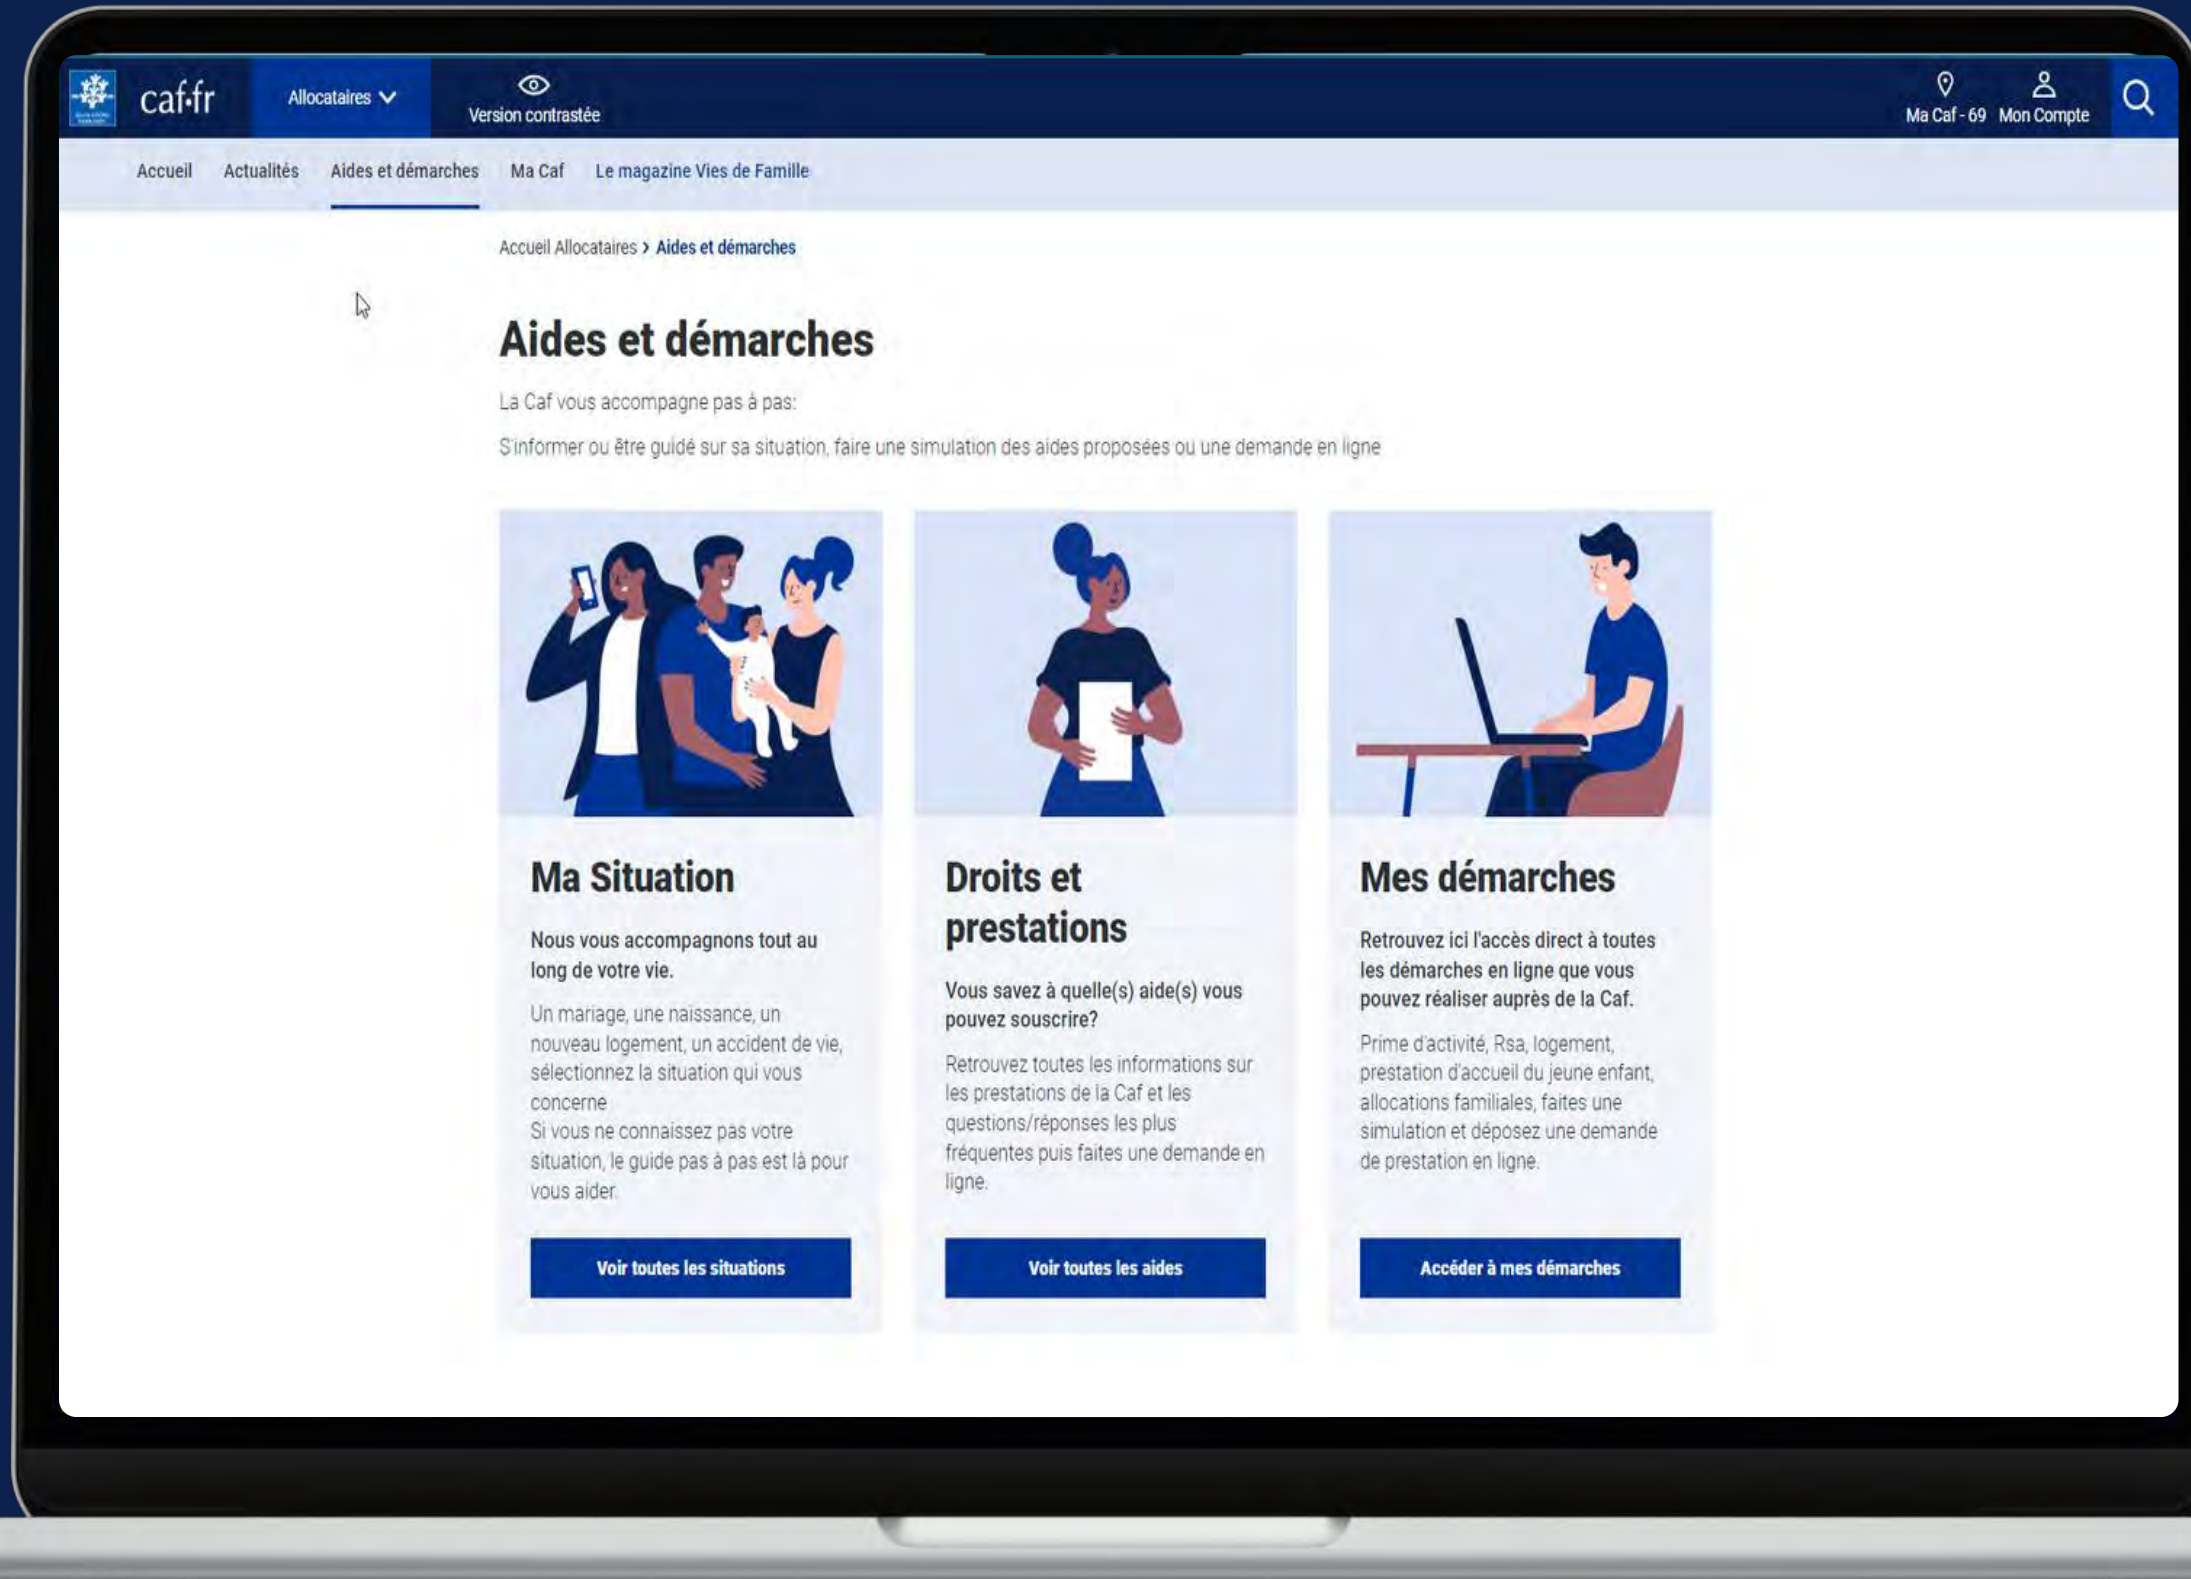 caf.fr
Allocataires
Version contrastée
Ma Caf - 69
Mon Compte
Accueil
Actualités
Aides et démarches
Ma Caf
Le magazine Vies de Famille
Accueil Allocataires > Aides et démarches
Aides et démarches
La Caf vous accompagne pas à pas:
S'informer ou être guidé sur sa situation, faire une simulation des aides proposées ou une demande en ligne
Ma Situation
Nous vous accompagnons tout au
long de votre vie.
Un mariage, une naissance, un
nouveau logement, un accident de vie,
sélectionnez la situation qui vous
concerne
Si vous ne connaissez pas votre
situation, le guide pas à pas est là pour
vous aider.
Voir toutes les situations
Droits et
prestations
Vous savez à quelle(s) aide(s) vous
pouvez souscrire?
Retrouvez toutes les informations sur
les prestations de la Caf et les
questions/réponses les plus
fréquentes puis faites une demande en
ligne.
Voir toutes les aides
Mes démarches
Retrouvez ici l'accès direct à toutes
les démarches en ligne que vous
pouvez réaliser auprès de la Caf.
Prime d'activité, Rsa, logement,
prestation d'accueil du jeune enfant,
allocations familiales, faites une
simulation et déposez une demande
de prestation en ligne.
Accéder à mes démarches